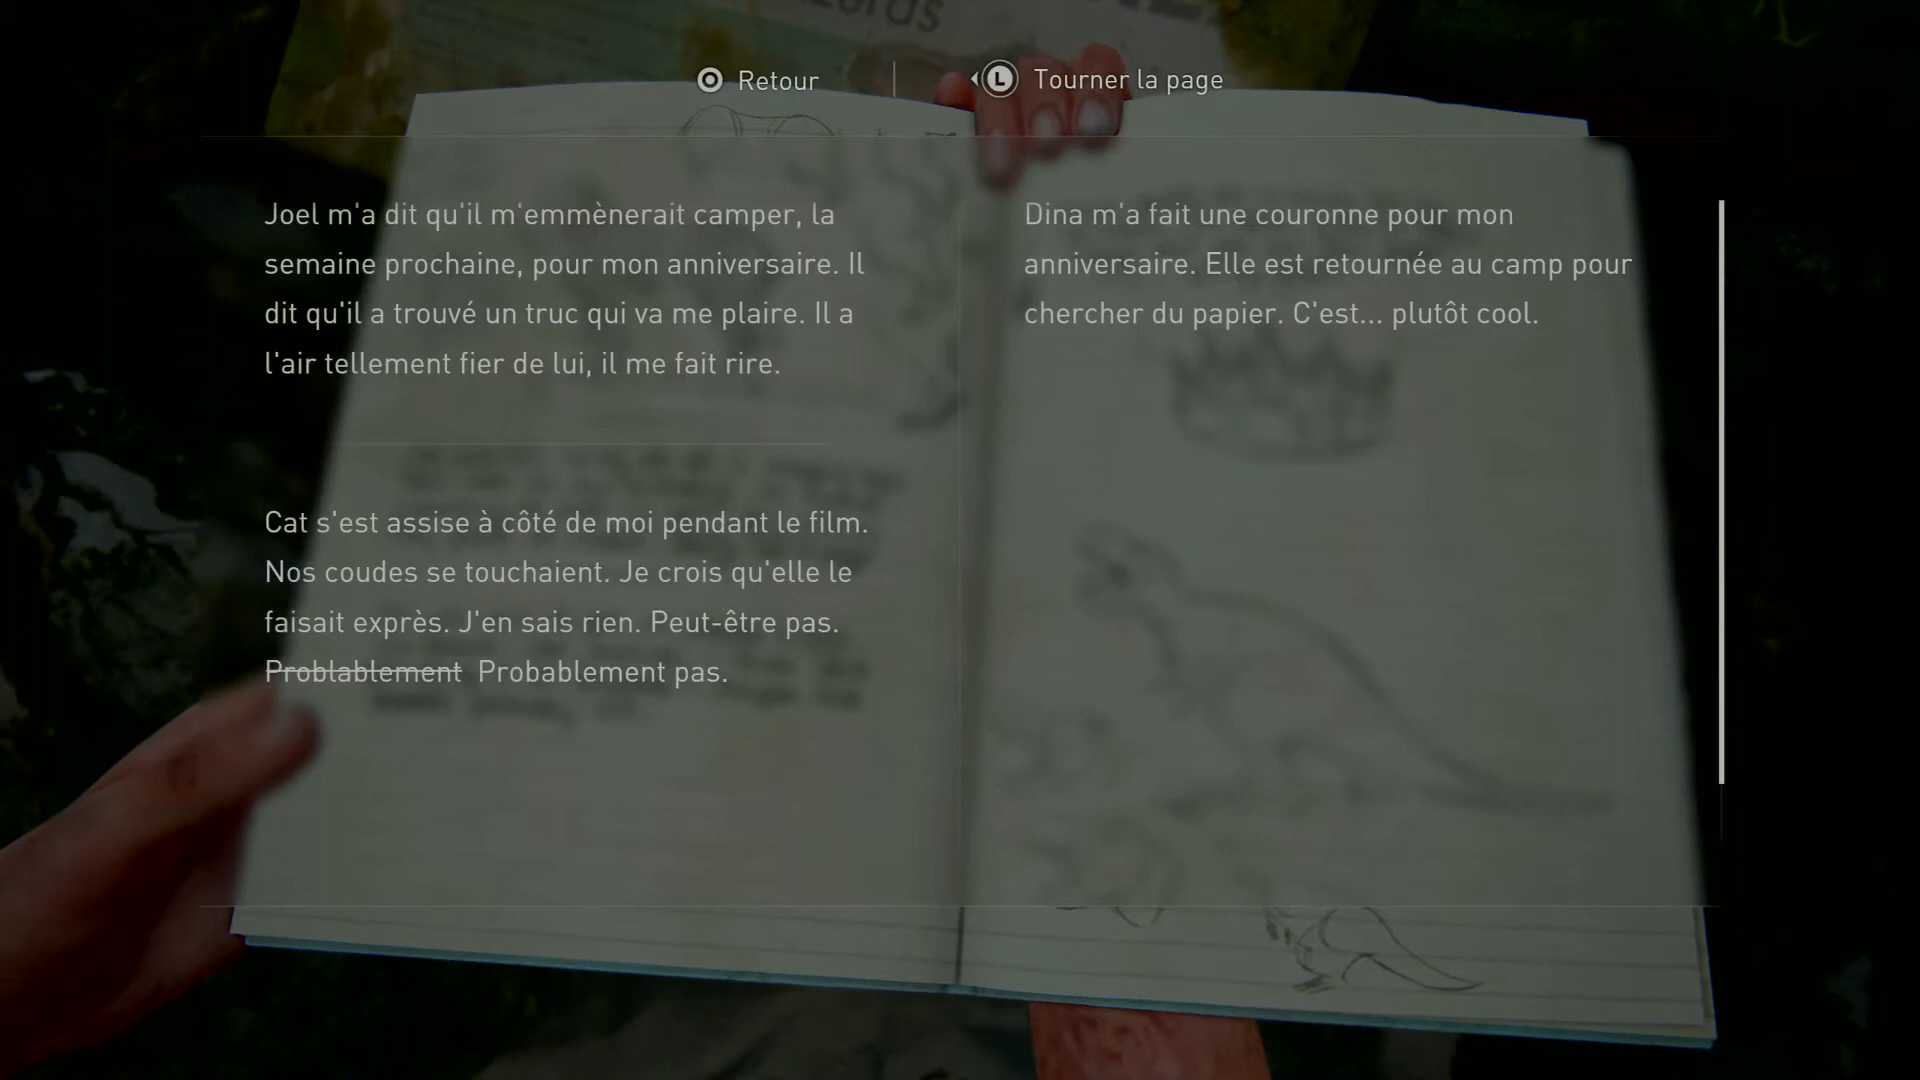 Retour
L Tourner la page
Joel m'a dit qu'il m'emmènerait camper, la
semaine prochaine, pour mon anniversaire. Il
dit qu'il a trouvé un truc qui va me plaire. Il a
l'air tellement fier de lui, il me fait rire.
Cat s'est assise à côté de moi pendant le film.
Nos coudes se touchaient. Je crois qu'elle le
faisait exprès. J'en sais rien. Peut-être pas.
Problablement Probablement pas.
Dina m'a fait une couronne pour mon
anniversaire. Elle est retournée au camp pour
chercher du papier. C'est... plutôt cool.